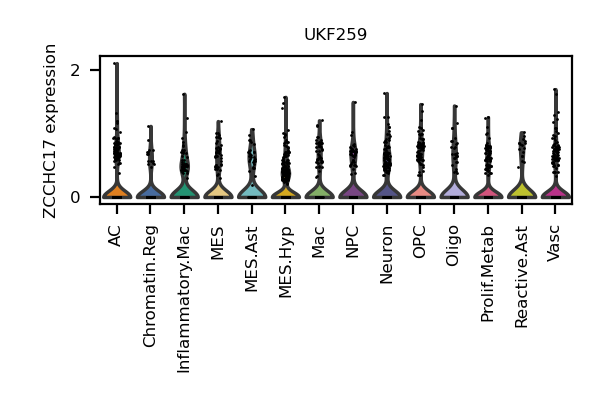 UKF259
ZCCHC17 expression
2
0
AC
Chromatin.Reg
Inflammatory.Mac
MES
MES.Ast
MES.Hyp
Mac
NPC
Neuron
OPC
Oligo
Prolif.Metab
Reactive.Ast
Vasc